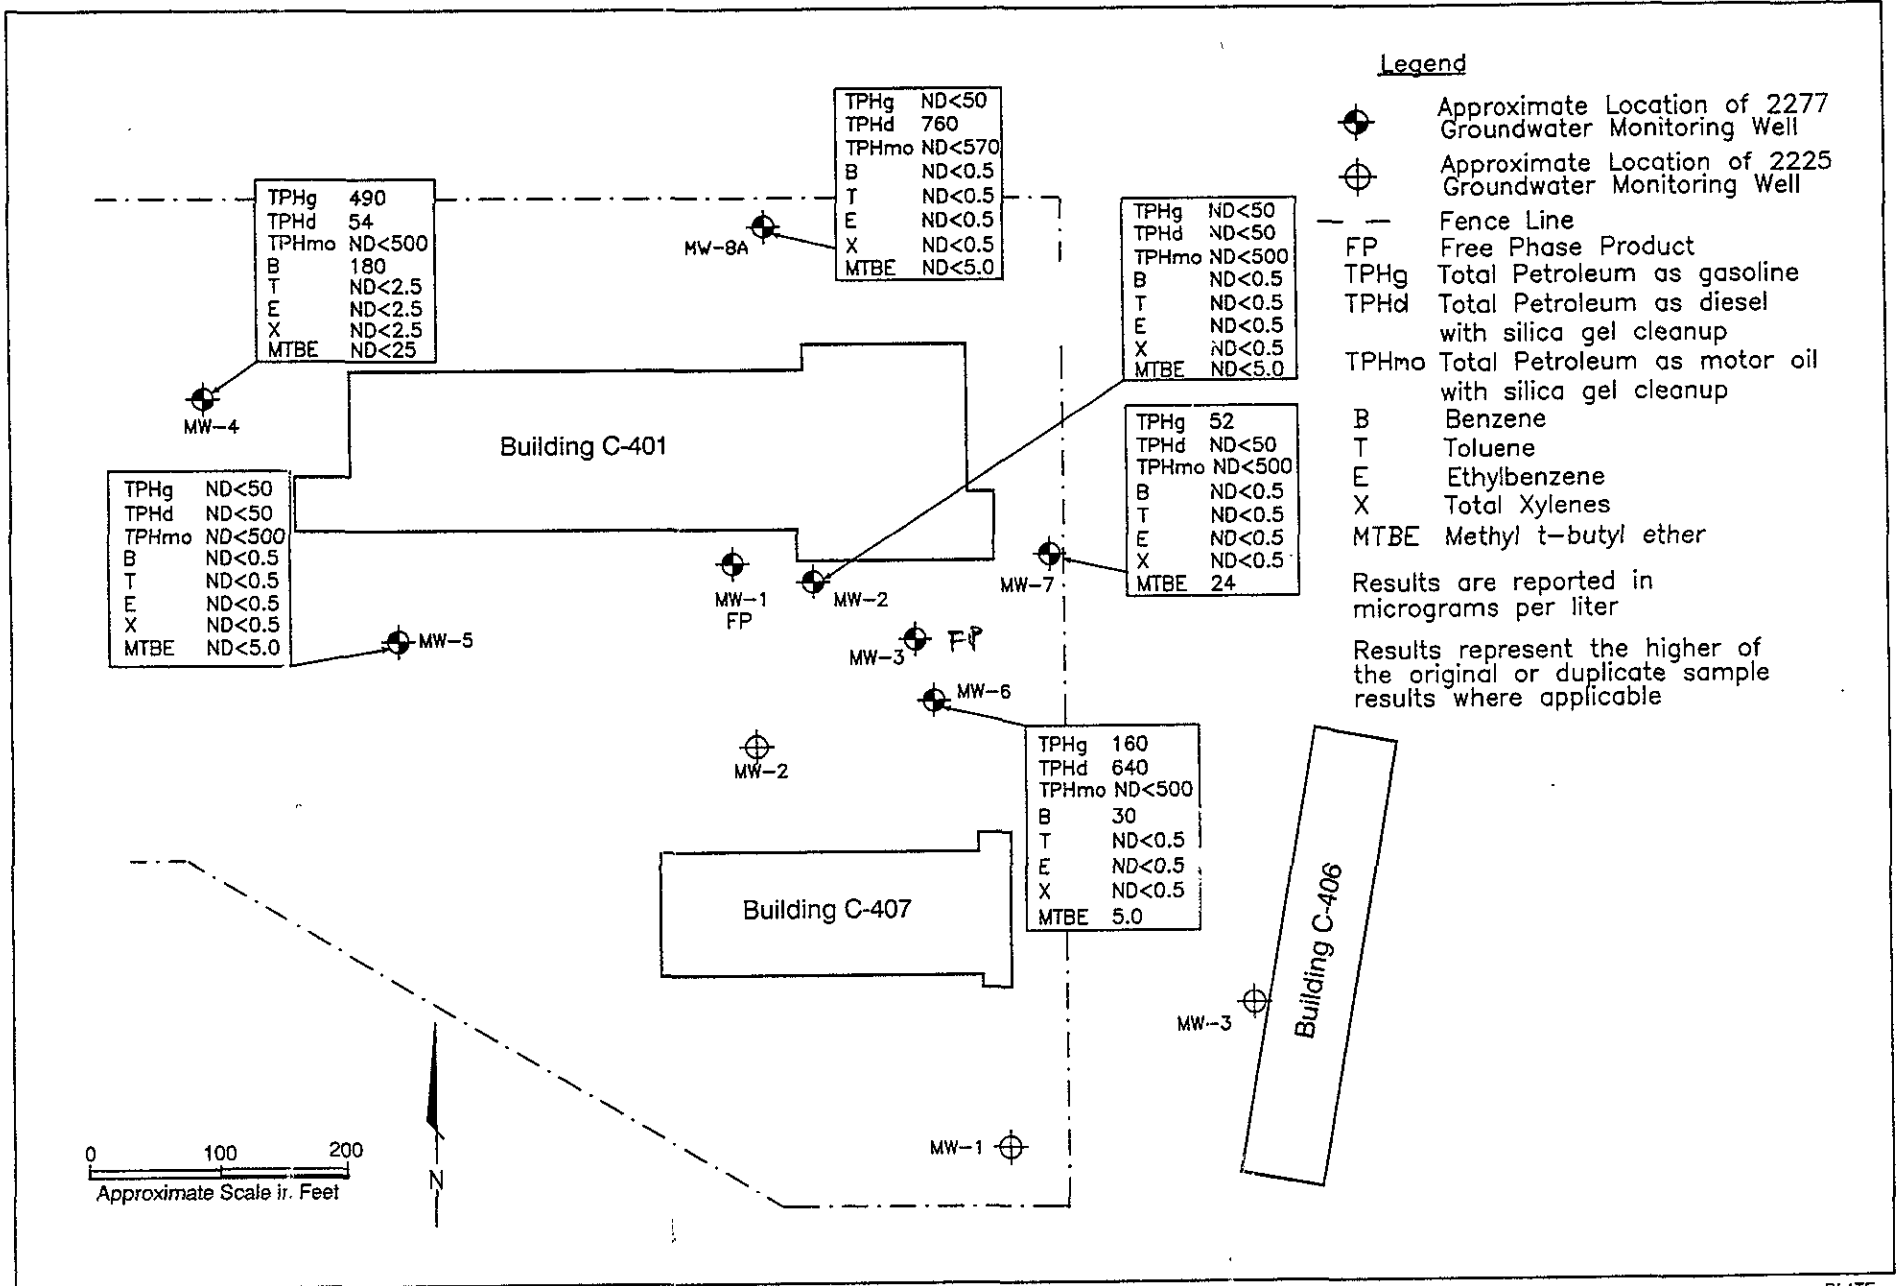 Legend
Approximate Location of 2277
Groundwater Monitoring Well
Approximate Location of 2225
Groundwater Monitoring Well
Fence Line
FP Free Phase Product
TPHg Total Petroleum as gasoline
TPHd Total Petroleum as diesel
with silica gel cleanup
TPHmo Total Petroleum as motor oil
with silica gel cleanup
B Benzene
T Toluene
E Ethylbenzene
X Total Xylenes
MTBE Methyl t-butyl ether
Results are reported in
micrograms per liter
Results represent the higher of
the original or duplicate sample
results where applicable
TPHg ND<50
TPHd 760
TPHmo ND<570
B ND<0.5
T ND<0.5
E ND<0.5
X ND<0.5
MTBE ND<5.0
MW-8A
TPHg 490
TPHd 54
TPHmo ND<500
B 180
T ND<2.5
E ND<2.5
X ND<2.5
MTBE ND<25
MW-4
TPHg ND<50
TPHd ND<50
TPHmo ND<500
B ND<0.5
T ND<0.5
E ND<0.5
X ND<0.5
MTBE ND<5.0
Building C-401
TPHg 52
TPHd ND<50
TPHmo ND<500
B ND<0.5
T ND<0.5
E ND<0.5
X ND<0.5
MTBE 24
TPHg ND<50
TPHd ND<50
TPHmo ND<500
B ND<0.5
T ND<0.5
E ND<0.5
X ND<0.5
MTBE ND<5.0
MW-5
MW-1
FP
MW-2
MW-7
MW-3
FP
MW-6
MW-2
TPHg 160
TPHd 640
TPHmo ND<500
B 30
T ND<0.5
E ND<0.5
X ND<0.5
MTBE 5.0
Building C-407
Building C-406
MW-3
MW-1
0 100 200
Approximate Scale in Feet
N
PLATE